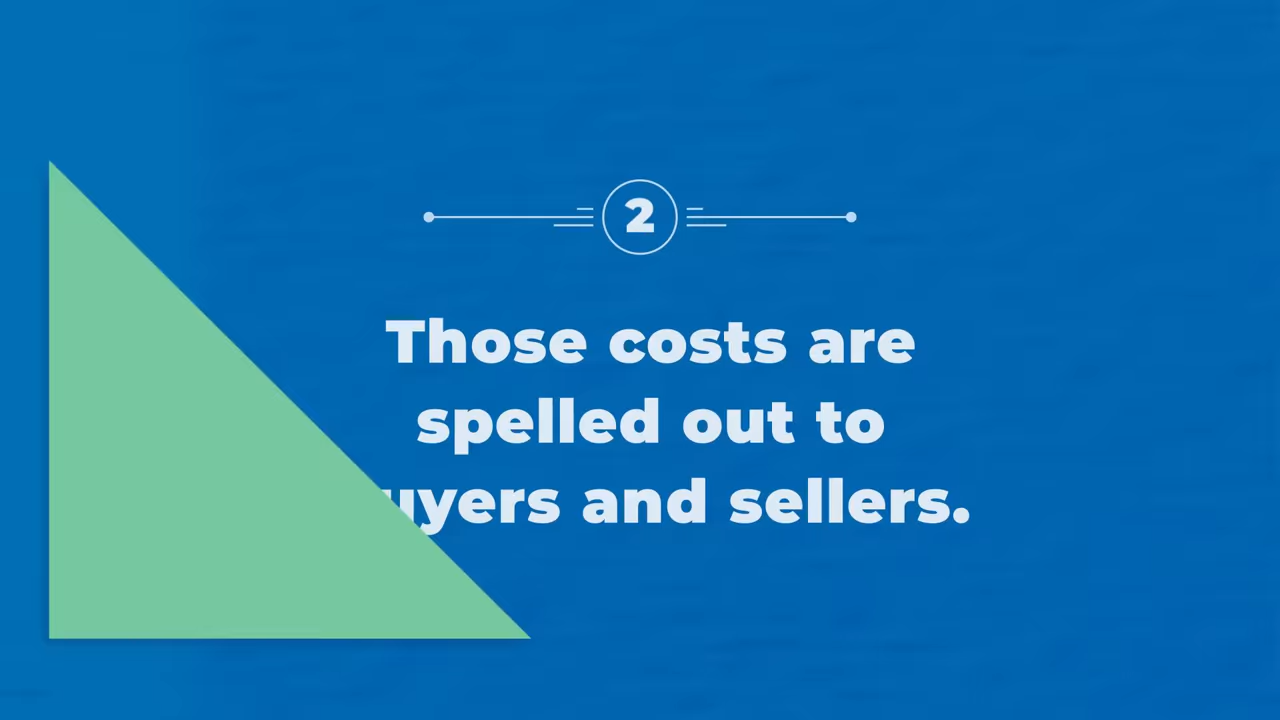 2
Those costs are
spelled out to
uyers and sellers.